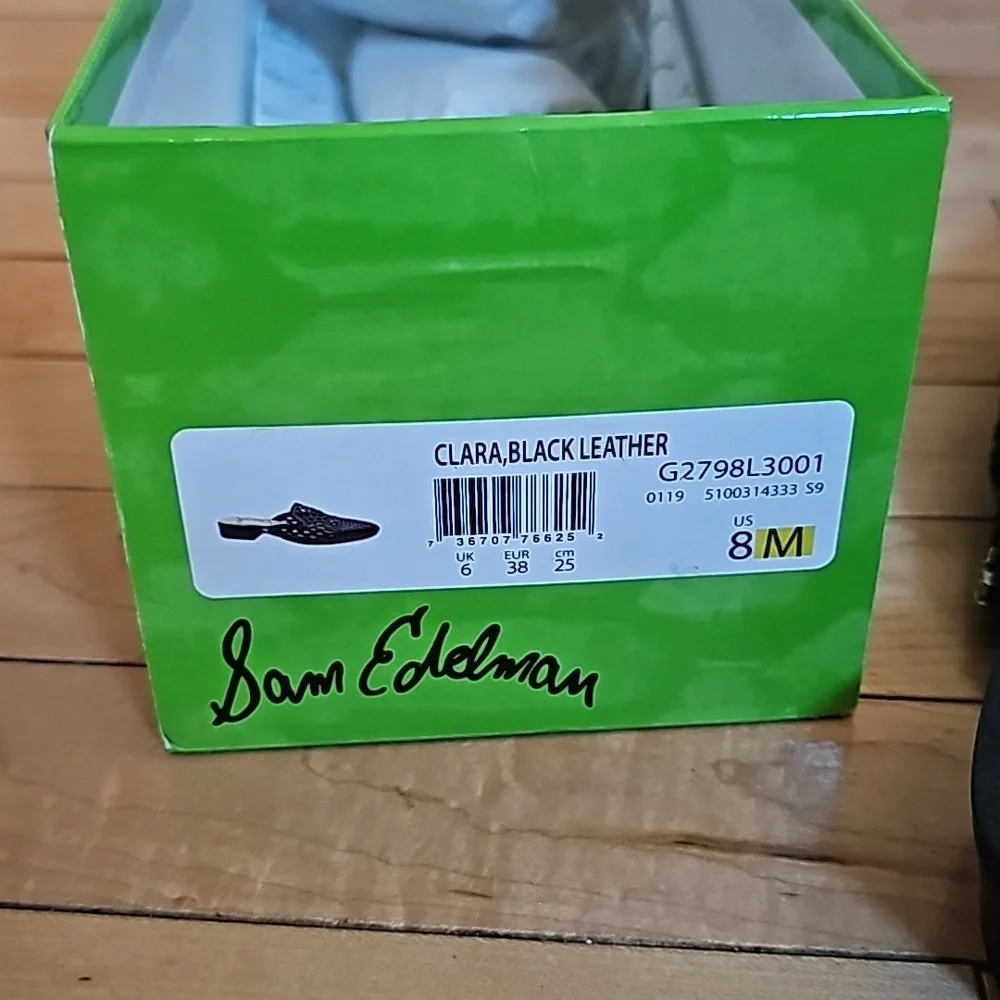 CLARA,BLACK LEATHER
G2798L3001
0119 5100314333 S9
7 36707 76625 2
UK EUR cm
6 38 25
US
8 M
Sam Edelman